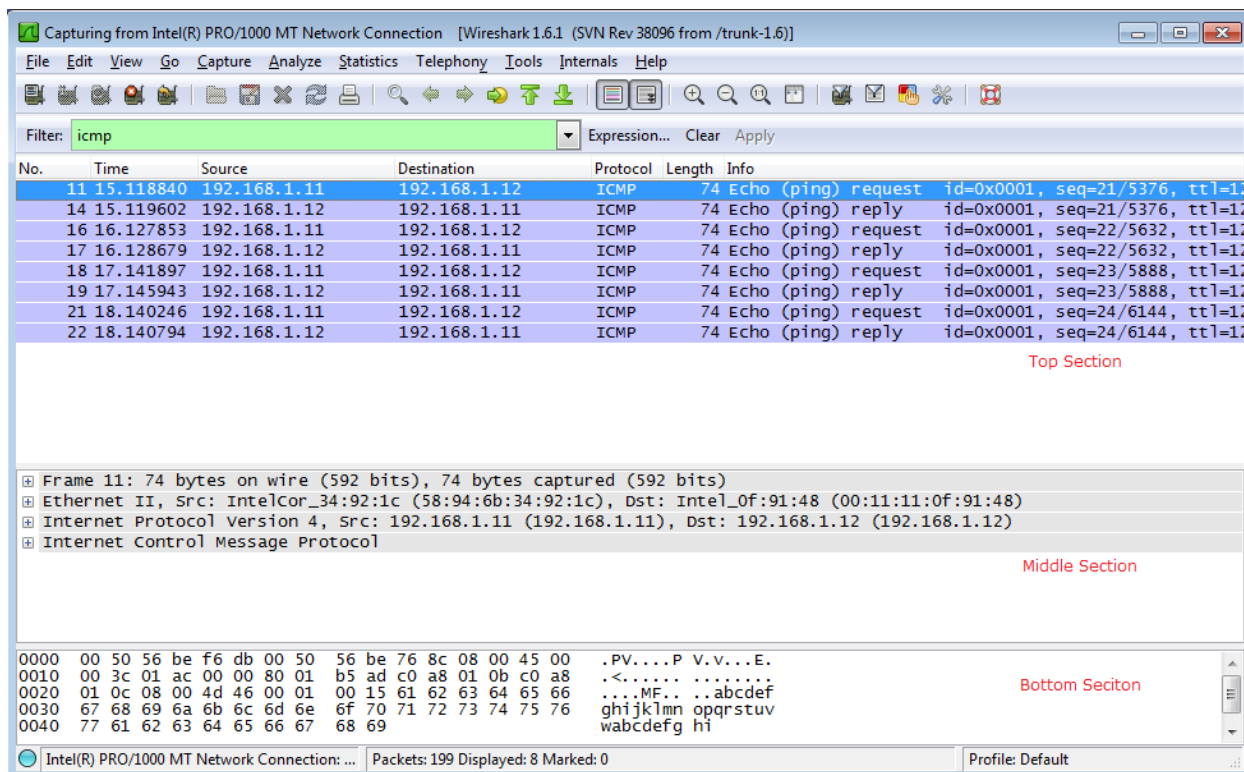 Capturing from Intel(R) PRO/1000 MT Network Connection [Wireshark 1.6.1 (SVN Rev 38096 from /trunk-1.6)]
File Edit View Go Capture Analyze Statistics Telephony Tools Internals Help
Filter: icmp Expression... Clear Apply
No. Time Source Destination Protocol Length Info
11 15.118840 192.168.1.11 192.168.1.12 ICMP 74 Echo (ping) request id=0x0001, seq=21/5376, ttl=12
14 15.119602 192.168.1.12 192.168.1.11 ICMP 74 Echo (ping) reply id=0x0001, seq=21/5376, ttl=12
16 16.127853 192.168.1.11 192.168.1.12 ICMP 74 Echo (ping) request id=0x0001, seq=22/5632, ttl=12
17 16.128679 192.168.1.12 192.168.1.11 ICMP 74 Echo (ping) reply id=0x0001, seq=22/5632, ttl=12
18 17.141897 192.168.1.11 192.168.1.12 ICMP 74 Echo (ping) request id=0x0001, seq=23/5888, ttl=12
19 17.145943 192.168.1.12 192.168.1.11 ICMP 74 Echo (ping) reply id=0x0001, seq=23/5888, ttl=12
21 18.140246 192.168.1.11 192.168.1.12 ICMP 74 Echo (ping) request id=0x0001, seq=24/6144, ttl=12
22 18.140794 192.168.1.12 192.168.1.11 ICMP 74 Echo (ping) reply id=0x0001, seq=24/6144, ttl=12
Top Section
Frame 11: 74 bytes on wire (592 bits), 74 bytes captured (592 bits)
Ethernet II, Src: IntelCor_34:92:1c (58:94:6b:34:92:1c), Dst: Intel_0f:91:48 (00:11:11:0f:91:48)
Internet Protocol Version 4, Src: 192.168.1.11 (192.168.1.11), Dst: 192.168.1.12 (192.168.1.12)
Internet Control Message Protocol
Middle Section
0000 00 50 56 be f6 db 00 50 56 be 76 8c 08 00 45 00 .PV....P V.v...E.
0010 00 3c 01 ac 00 00 80 01 b5 ad c0 a8 01 0b c0 a8 .<...... ........
0020 01 0c 08 00 4d 46 00 01 00 15 61 62 63 64 65 66 ....MF.. ..abcdef
0030 67 68 69 6a 6b 6c 6d 6e 6f 70 71 72 73 74 75 76 ghijklmn opqrstuv
0040 77 61 62 63 64 65 66 67 68 69 wabcdefg hi
Bottom Seciton
Intel(R) PRO/1000 MT Network Connection: ... Packets: 199 Displayed: 8 Marked: 0 Profile: Default